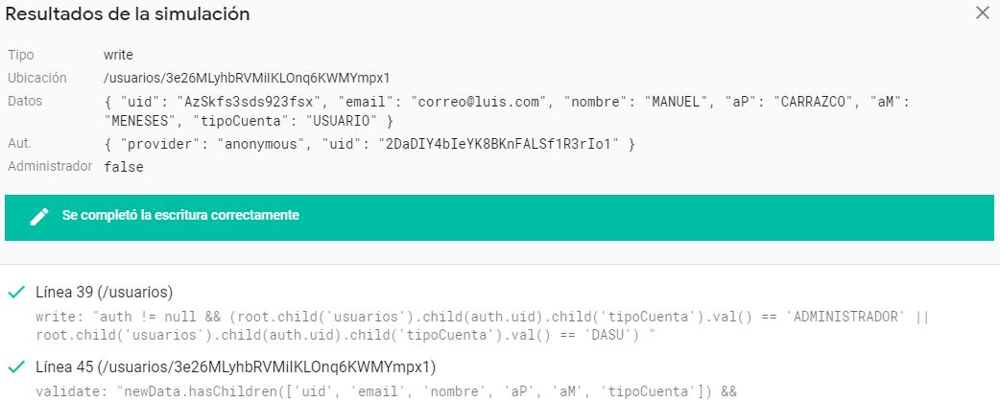 Resultados de la simulación
Tipo write
Ubicación /usuarios/3e26MLyhbRVMiIKLOnq6KWMYmpx1
Datos { "uid": "AzSkfs3sds923fsx", "email": "correo@luis.com", "nombre": "MANUEL", "aP": "CARRAZCO", "aM":
"MENESES", "tipoCuenta": "USUARIO" }
Aut. { "provider": "anonymous", "uid": "2DaDIY4bIeYK8BKnFALSf1R3rIo1" }
Administrador false
Se completó la escritura correctamente
Línea 39 (/usuarios)
write: "auth != null && (root.child('usuarios').child(auth.uid).child('tipoCuenta').val() == 'ADMINISTRADOR' ||
root.child('usuarios').child(auth.uid).child('tipoCuenta').val() == 'DASU') "
Línea 45 (/usuarios/3e26MLyhbRVMiIKLOnq6KWMYmpx1)
validate: "newData.hasChildren(['uid', 'email', 'nombre', 'aP', 'aM', 'tipoCuenta']) &&